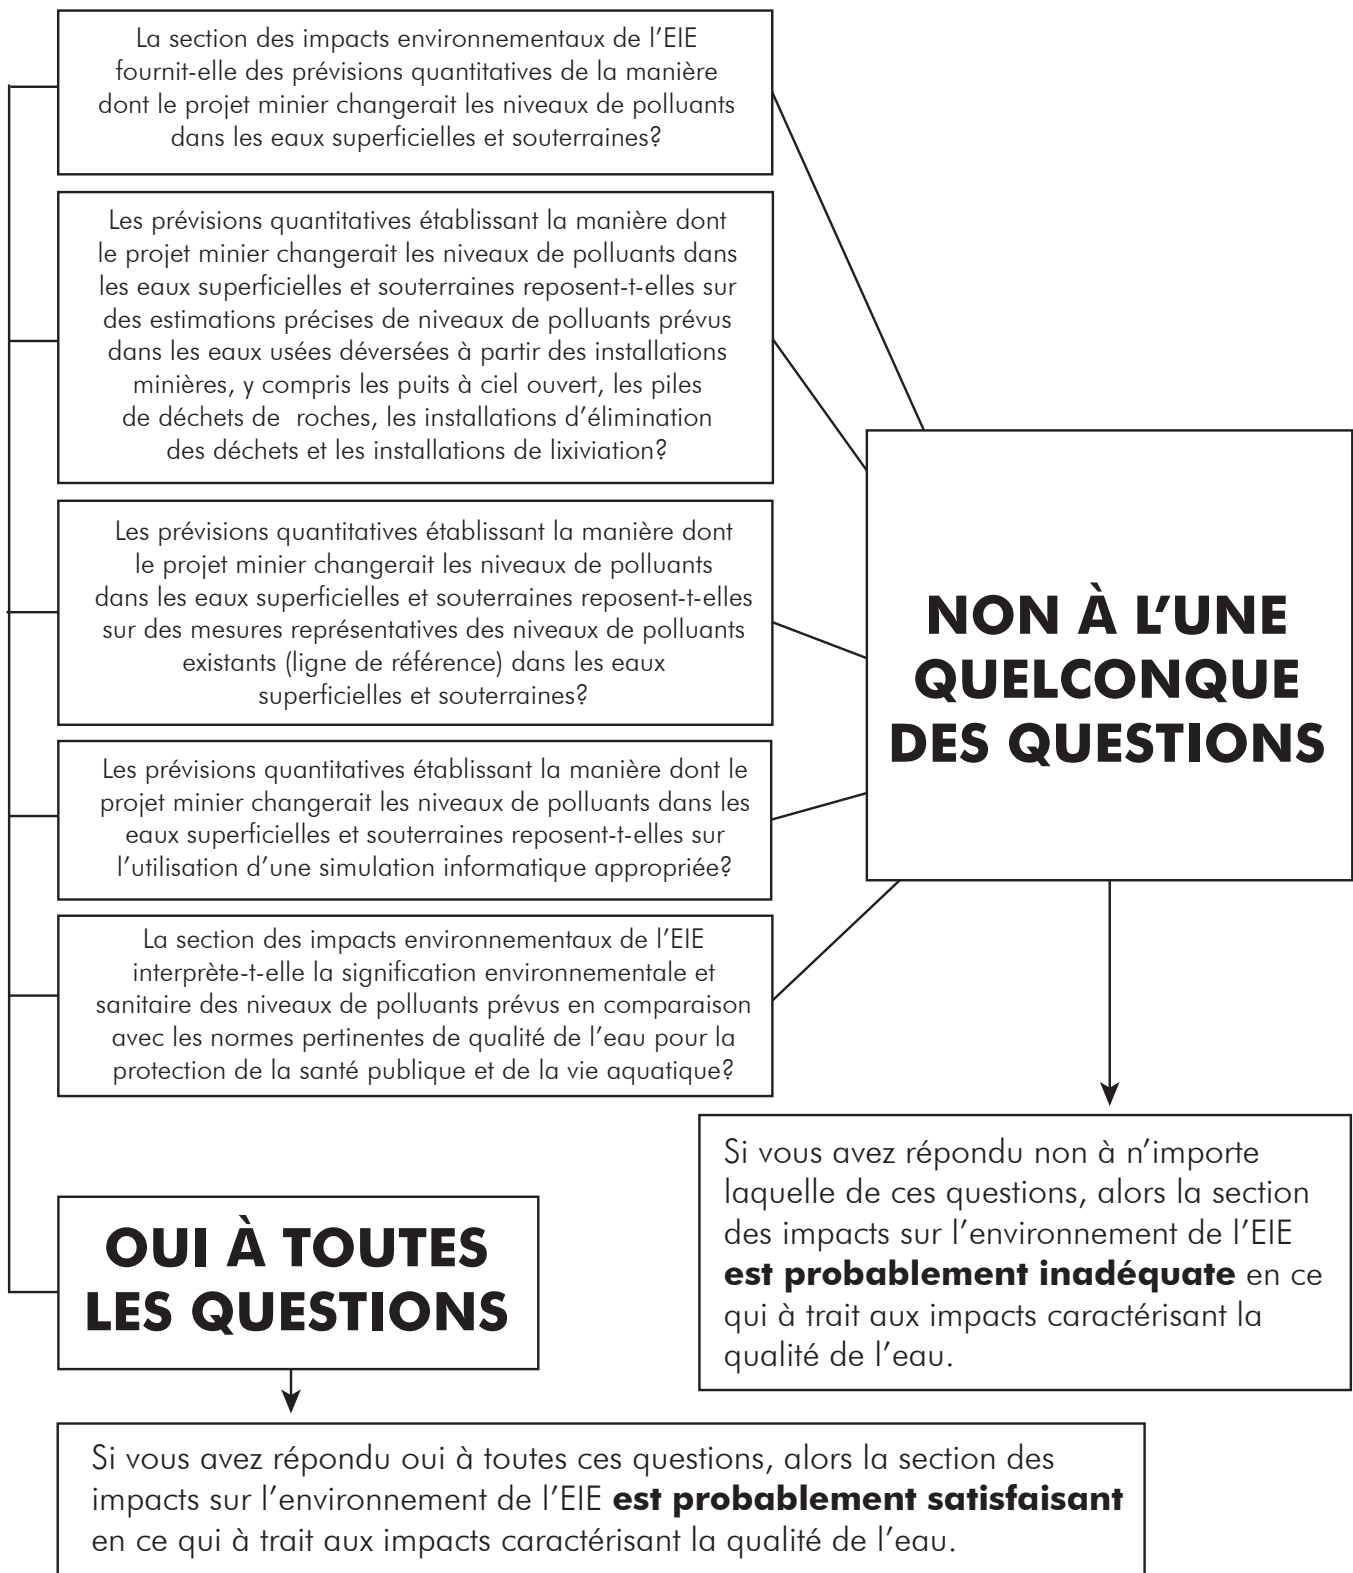 La section des impacts environnementaux de l’EIE
fournit-elle des prévisions quantitatives de la manière
dont le projet minier changerait les niveaux de polluants
dans les eaux superficielles et souterraines?
Les prévisions quantitatives établissant la manière dont
le projet minier changerait les niveaux de polluants dans
les eaux superficielles et souterraines reposent-t-elles sur
des estimations précises de niveaux de polluants prévus
dans les eaux usées déversées à partir des installations
minières, y compris les puits à ciel ouvert, les piles
de déchets de roches, les installations d’élimination
des déchets et les installations de lixiviation?
Les prévisions quantitatives établissant la manière dont
le projet minier changerait les niveaux de polluants
dans les eaux superficielles et souterraines reposent-t-elles
sur des mesures représentatives des niveaux de polluants
existants (ligne de référence) dans les eaux
superficielles et souterraines?
Les prévisions quantitatives établissant la manière dont le
projet minier changerait les niveaux de polluants dans les
eaux superficielles et souterraines reposent-t-elles sur
l’utilisation d’une simulation informatique appropriée?
La section des impacts environnementaux de l’EIE
interprète-t-elle la signification environnementale et
sanitaire des niveaux de polluants prévus en comparaison
avec les normes pertinentes de qualité de l’eau pour la
protection de la santé publique et de la vie aquatique?
NON À L’UNE
QUELCONQUE
DES QUESTIONS
Si vous avez répondu non à n’importe
laquelle de ces questions, alors la section
des impacts sur l’environnement de l’EIE
est probablement inadéquate en ce
qui à trait aux impacts caractérisant la
qualité de l’eau.
OUI À TOUTES
LES QUESTIONS
Si vous avez répondu oui à toutes ces questions, alors la section des
impacts sur l’environnement de l’EIE est probablement satisfaisant
en ce qui à trait aux impacts caractérisant la qualité de l’eau.